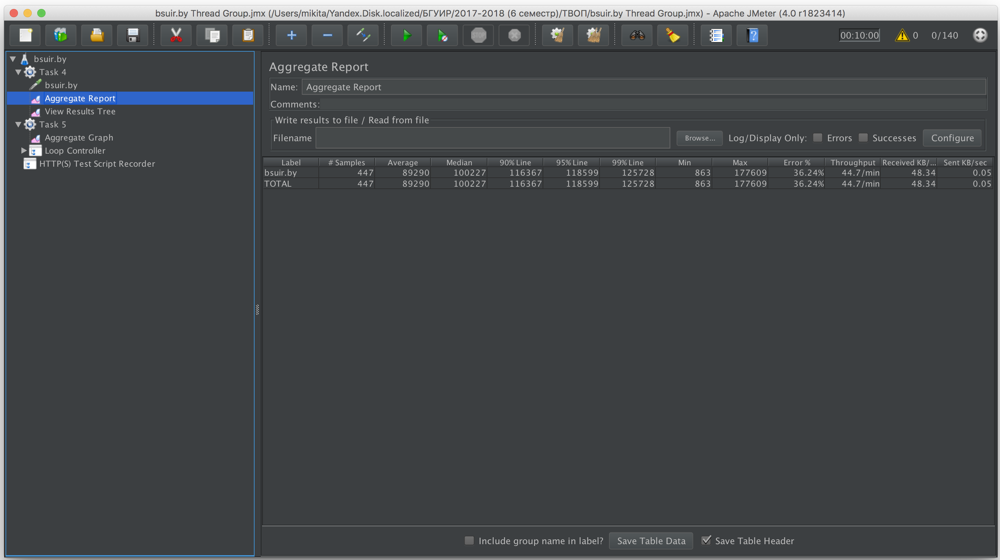 bsuir.by Thread Group.jmx (/Users/mikita/Yandex.Disk.localized/БГУИР/2017-2018 (6 семестр)/ТВОП/bsuir.by Thread Group.jmx) - Apache JMeter (4.0 r1823414)
STOP 00:10:00 0 0/140
bsuir.by
Task 4
bsuir.by
Aggregate Report
View Results Tree
Task 5
Aggregate Graph
Loop Controller
HTTP(S) Test Script Recorder
Aggregate Report
Name: Aggregate Report
Comments:
Write results to file / Read from file
Filename Browse... Log/Display Only: Errors Successes Configure
Label # Samples Average Median 90% Line 95% Line 99% Line Min Max Error % Throughput Received KB/... Sent KB/sec
bsuir.by 447 89290 100227 116367 118599 125728 863 177609 36.24% 44.7/min 48.34 0.05
TOTAL 447 89290 100227 116367 118599 125728 863 177609 36.24% 44.7/min 48.34 0.05
Include group name in label? Save Table Data Save Table Header